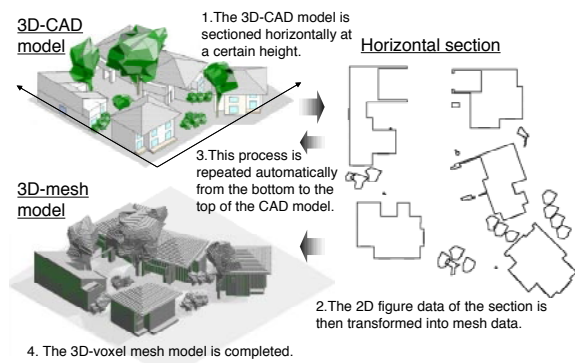 3D-CAD
model
1.The 3D-CAD model is
sectioned horizontally at
a certain height.
Horizontal section
3.This process is
repeated automatically
from the bottom to the
top of the CAD model.
3D-mesh
model
2.The 2D figure data of the section is
then transformed into mesh data.
4. The 3D-voxel mesh model is completed.